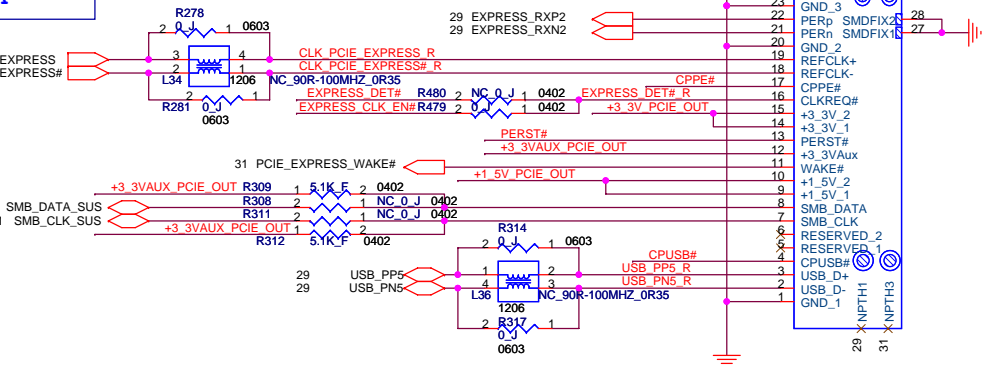 R278
0_J
0603
2
1
EXPRESS
EXPRESS#
3
4
2
1
L34
1206
NC_90R-100MHZ_0R35
CLK_PCIE_EXPRESS_R
CLK_PCIE_EXPRESS#_R
2
1
R281
0_J
0603
29 EXPRESS_RXP2
29 EXPRESS_RXN2
EXPRESS_DET# R480 2 NC_0_J 1 0402 EXPRESS_DET#_R
EXPRESS_CLK_EN# R479 2 0_J 1 0402
CPPE#
+3_3V_PCIE_OUT
PERST#
+3_3VAUX_PCIE_OUT
31 PCIE_EXPRESS_WAKE#
+1_5V_PCIE_OUT
+3_3VAUX_PCIE_OUT R309 1 5.1K_F 2 0402
SMB_DATA_SUS R308 2 NC_0_J 1 0402
SMB_CLK_SUS R311 2 NC_0_J 1 0402
+3_3VAUX_PCIE_OUT R312 1 5.1K_F 2 0402
R314
0_J
0603
2
1
29 USB_PP5
29 USB_PN5
1
2
4
3
L36
1206
NC_90R-100MHZ_0R35
CPUSB#
USB_PP5_R
USB_PN5_R
2
1
R317
0_J
0603
23 GND_3
22 PERp SMDFIX2 28
21 PERn SMDFIX1 27
20 GND_2
19 REFCLK+
18 REFCLK-
17 CPPE#
16 CLKREQ#
15 +3_3V_2
14 +3_3V_1
13 PERST#
12 +3_3VAux
11 WAKE#
10 +1_5V_2
9 +1_5V_1
8 SMB_DATA
7 SMB_CLK
6 RESERVED_2
5 RESERVED_1
4 CPUSB#
3 USB_D+
2 USB_D-
1 GND_1
NPTH1
NPTH3
29
31